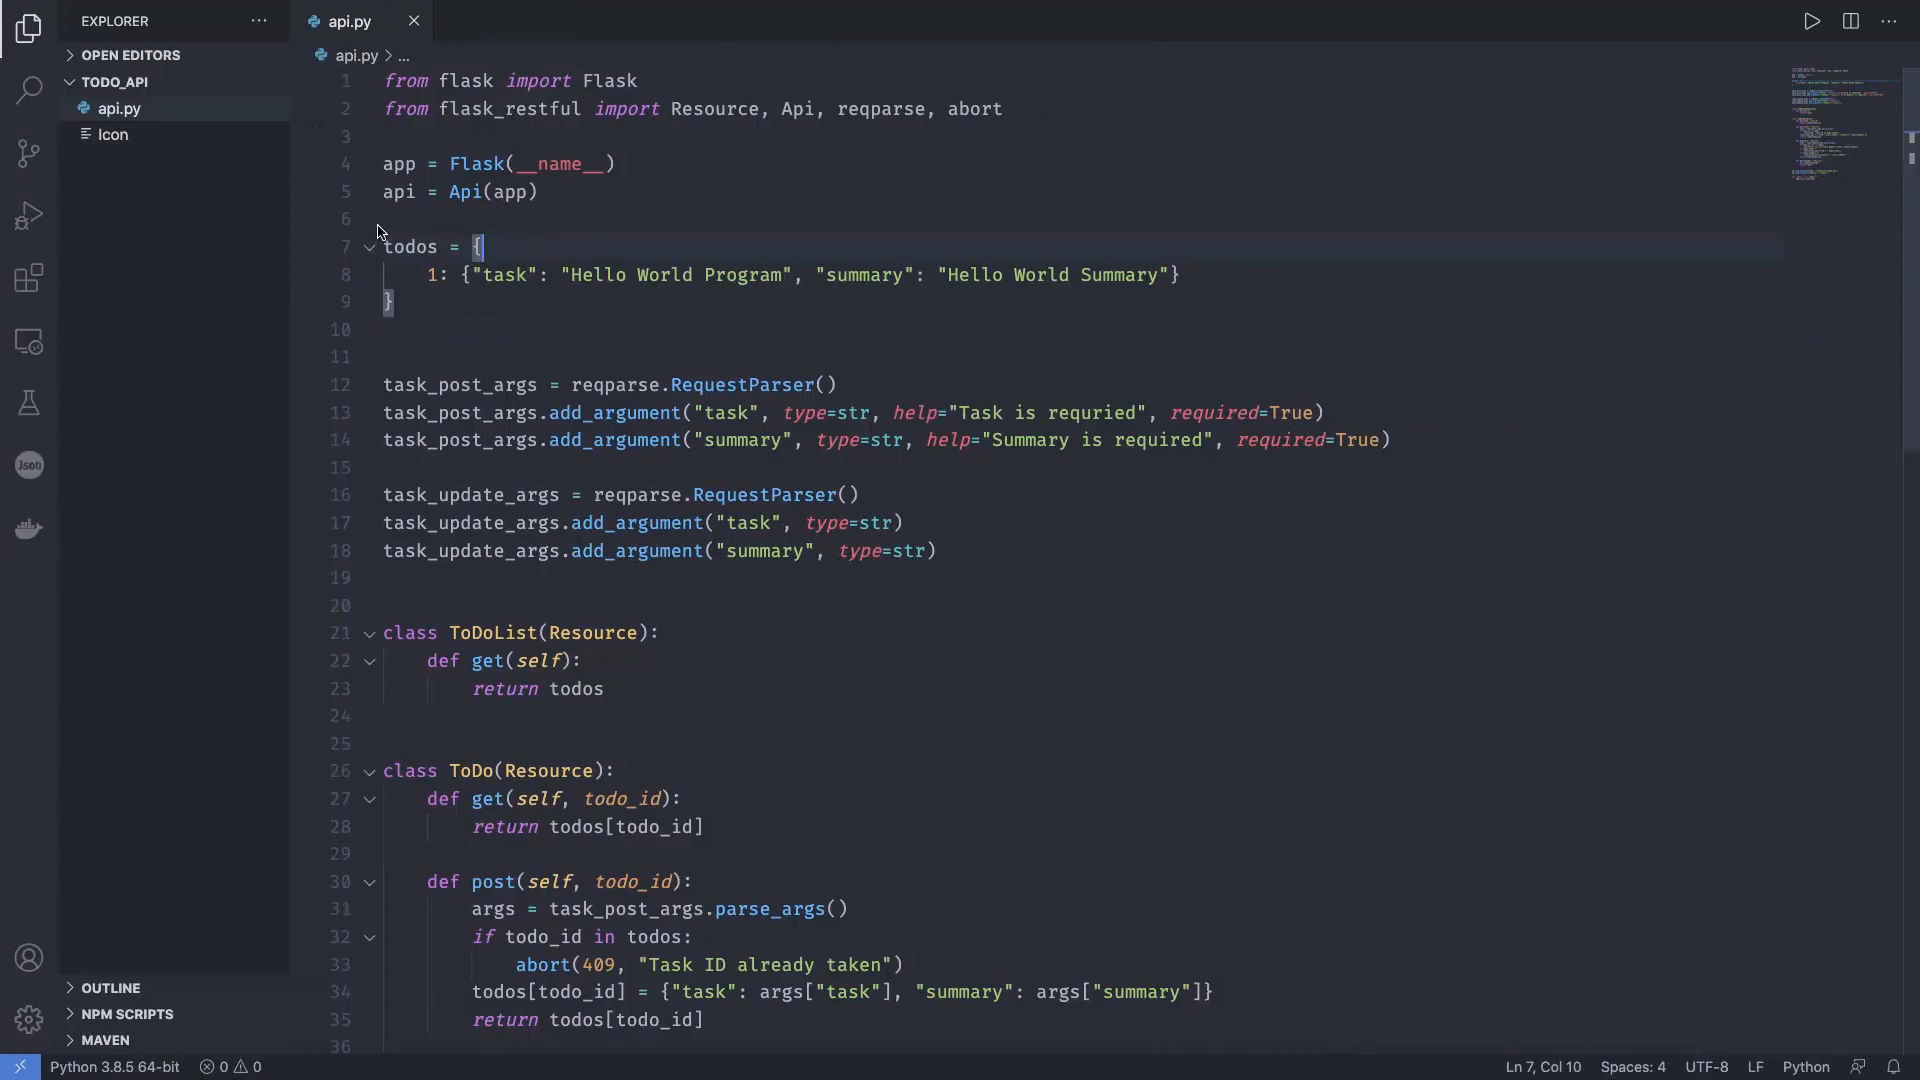 EXPLORER
OPEN EDITORS
TODO_API
api.py
Icon
OUTLINE
NPM SCRIPTS
MAVEN
api.py
api.py > ...
1 from flask import Flask
2 from flask_restful import Resource, Api, reqparse, abort
3
4 app = Flask(__name__)
5 api = Api(app)
6
7 todos = {
8     1: {"task": "Hello World Program", "summary": "Hello World Summary"}
9 }
10
11
12 task_post_args = reqparse.RequestParser()
13 task_post_args.add_argument("task", type=str, help="Task is requried", required=True)
14 task_post_args.add_argument("summary", type=str, help="Summary is required", required=True)
15
16 task_update_args = reqparse.RequestParser()
17 task_update_args.add_argument("task", type=str)
18 task_update_args.add_argument("summary", type=str)
19
20
21 class ToDoList(Resource):
22     def get(self):
23         return todos
24
25
26 class ToDo(Resource):
27     def get(self, todo_id):
28         return todos[todo_id]
29
30     def post(self, todo_id):
31         args = task_post_args.parse_args()
32         if todo_id in todos:
33             abort(409, "Task ID already taken")
34         todos[todo_id] = {"task": args["task"], "summary": args["summary"]}
35         return todos[todo_id]
36
Json
Python 3.8.5 64-bit 0 0 Ln 7, Col 10 Spaces: 4 UTF-8 LF Python